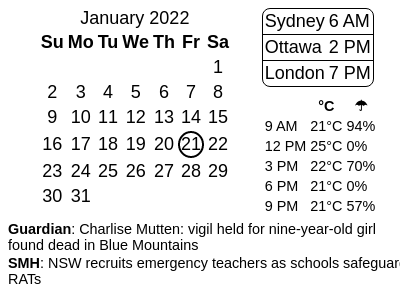 January 2022
Su Mo Tu We Th Fr Sa
1
2 3 4 5 6 7 8
9 10 11 12 13 14 15
16 17 18 19 20 21 22
23 24 25 26 27 28 29
30 31
Sydney 6 AM
Ottawa 2 PM
London 7 PM
°C ☂
9 AM 21°C 94%
12 PM 25°C 0%
3 PM 22°C 70%
6 PM 21°C 0%
9 PM 21°C 57%
Guardian: Charlise Mutten: vigil held for nine-year-old girl
found dead in Blue Mountains
SMH: NSW recruits emergency teachers as schools safeguar
RATs